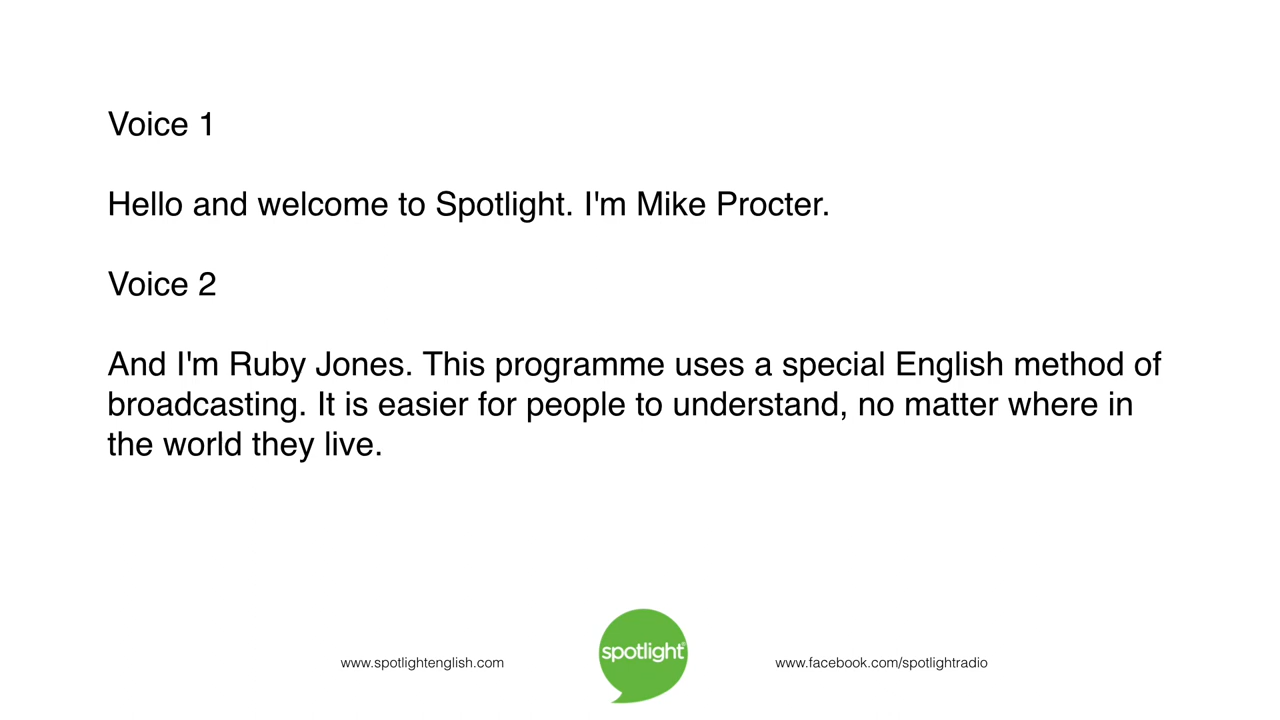 Voice 1
Hello and welcome to Spotlight. I'm Mike Procter.
Voice 2
And I'm Ruby Jones. This programme uses a special English method of
broadcasting. It is easier for people to understand, no matter where in
the world they live.
www.spotlightenglish.com
spotlight
www.facebook.com/spotlightradio